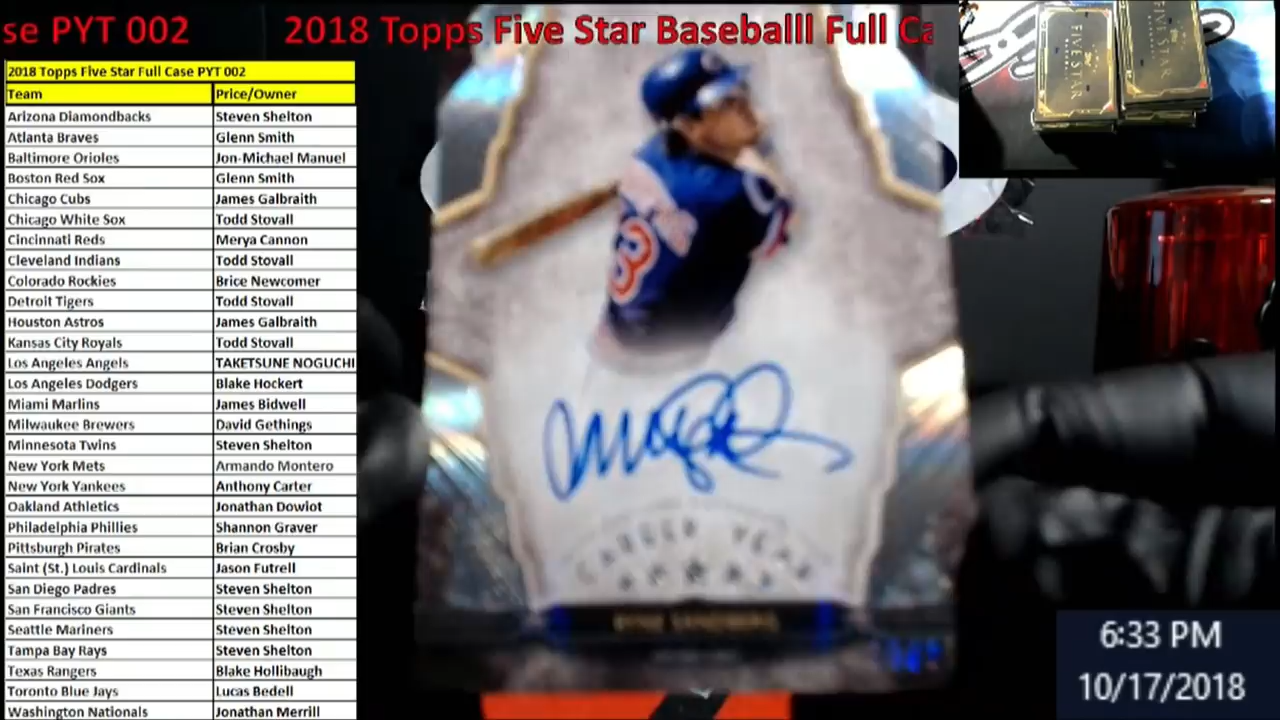 se PYT 002 2018 Topps Five Star Baseballl Full Ca
2018 Topps Five Star Full Case PYT 002
Team Price/Owner
Arizona Diamondbacks Steven Shelton
Atlanta Braves Glenn Smith
Baltimore Orioles Jon-Michael Manuel
Boston Red Sox Glenn Smith
Chicago Cubs James Galbraith
Chicago White Sox Todd Stovall
Cincinnati Reds Merya Cannon
Cleveland Indians Todd Stovall
Colorado Rockies Brice Newcomer
Detroit Tigers Todd Stovall
Houston Astros James Galbraith
Kansas City Royals Todd Stovall
Los Angeles Angels TAKETSUNE NOGUCHI
Los Angeles Dodgers Blake Hockert
Miami Marlins James Bidwell
Milwaukee Brewers David Gethings
Minnesota Twins Steven Shelton
New York Mets Armando Montero
New York Yankees Anthony Carter
Oakland Athletics Jonathan Dowiot
Philadelphia Phillies Shannon Graver
Pittsburgh Pirates Brian Crosby
Saint (St.) Louis Cardinals Jason Futrell
San Diego Padres Steven Shelton
San Francisco Giants Steven Shelton
Seattle Mariners Steven Shelton
Tampa Bay Rays Steven Shelton
Texas Rangers Blake Hollibaugh
Toronto Blue Jays Lucas Bedell
Washington Nationals Jonathan Merrill
CAREER YEAR
FIVE STAR
FIVE STAR
6:33 PM
10/17/2018